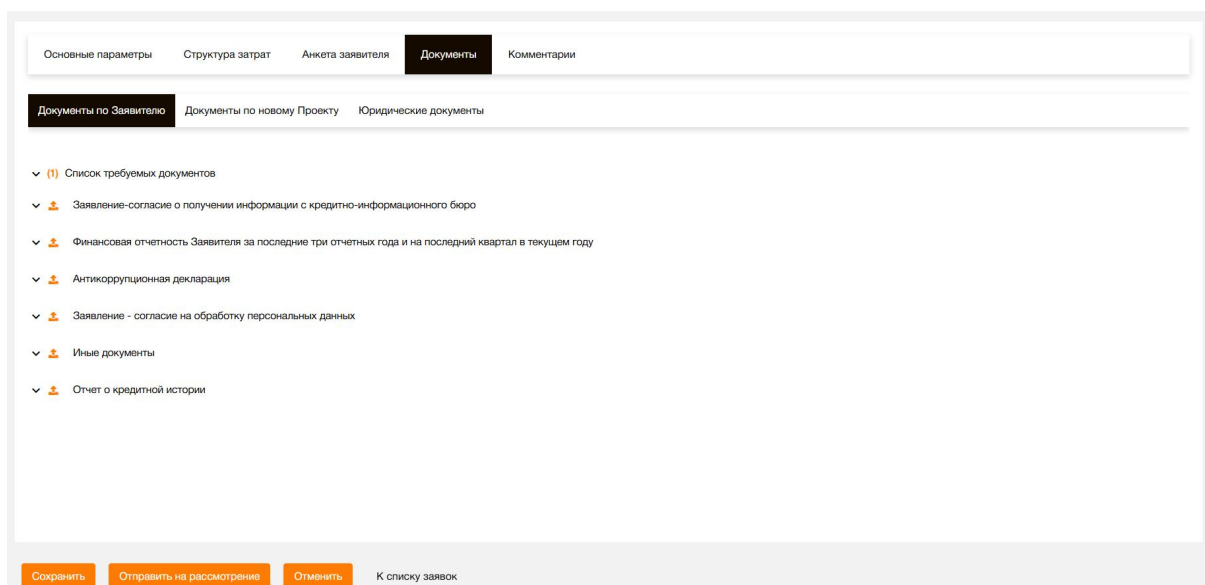 Основные параметры Структура затрат Анкета заявителя Документы Комментарии
Документы по Заявителю Документы по новому Проекту Юридические документы
(1) Список требуемых документов
Заявление-согласие о получении информации с кредитно-информационного бюро
Финансовая отчетность Заявителя за последние три отчетных года и на последний квартал в текущем году
Антикоррупционная декларация
Заявление - согласие на обработку персональных данных
Иные документы
Отчет о кредитной истории
Сохранить Отправить на рассмотрение Отменить К списку заявок